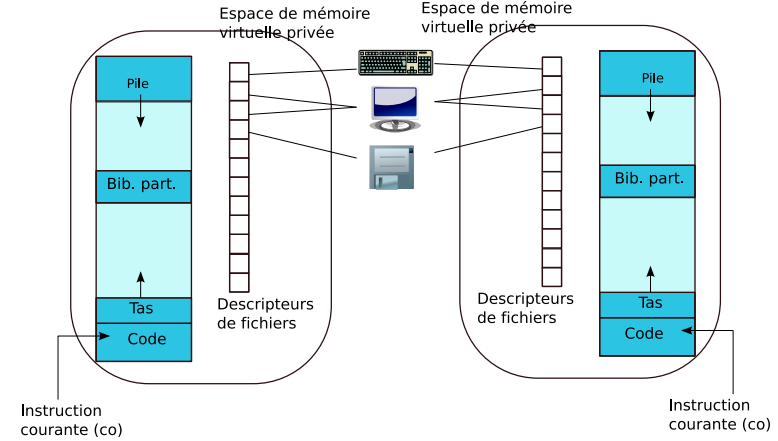 Espace de mémoire
virtuelle privée
Pile
Bib. part.
Tas
Code
Descripteurs
de fichiers
Instruction
courante (co)
Espace de mémoire
virtuelle privée
Pile
Bib. part.
Tas
Code
Descripteurs
de fichiers
Instruction
courante (co)